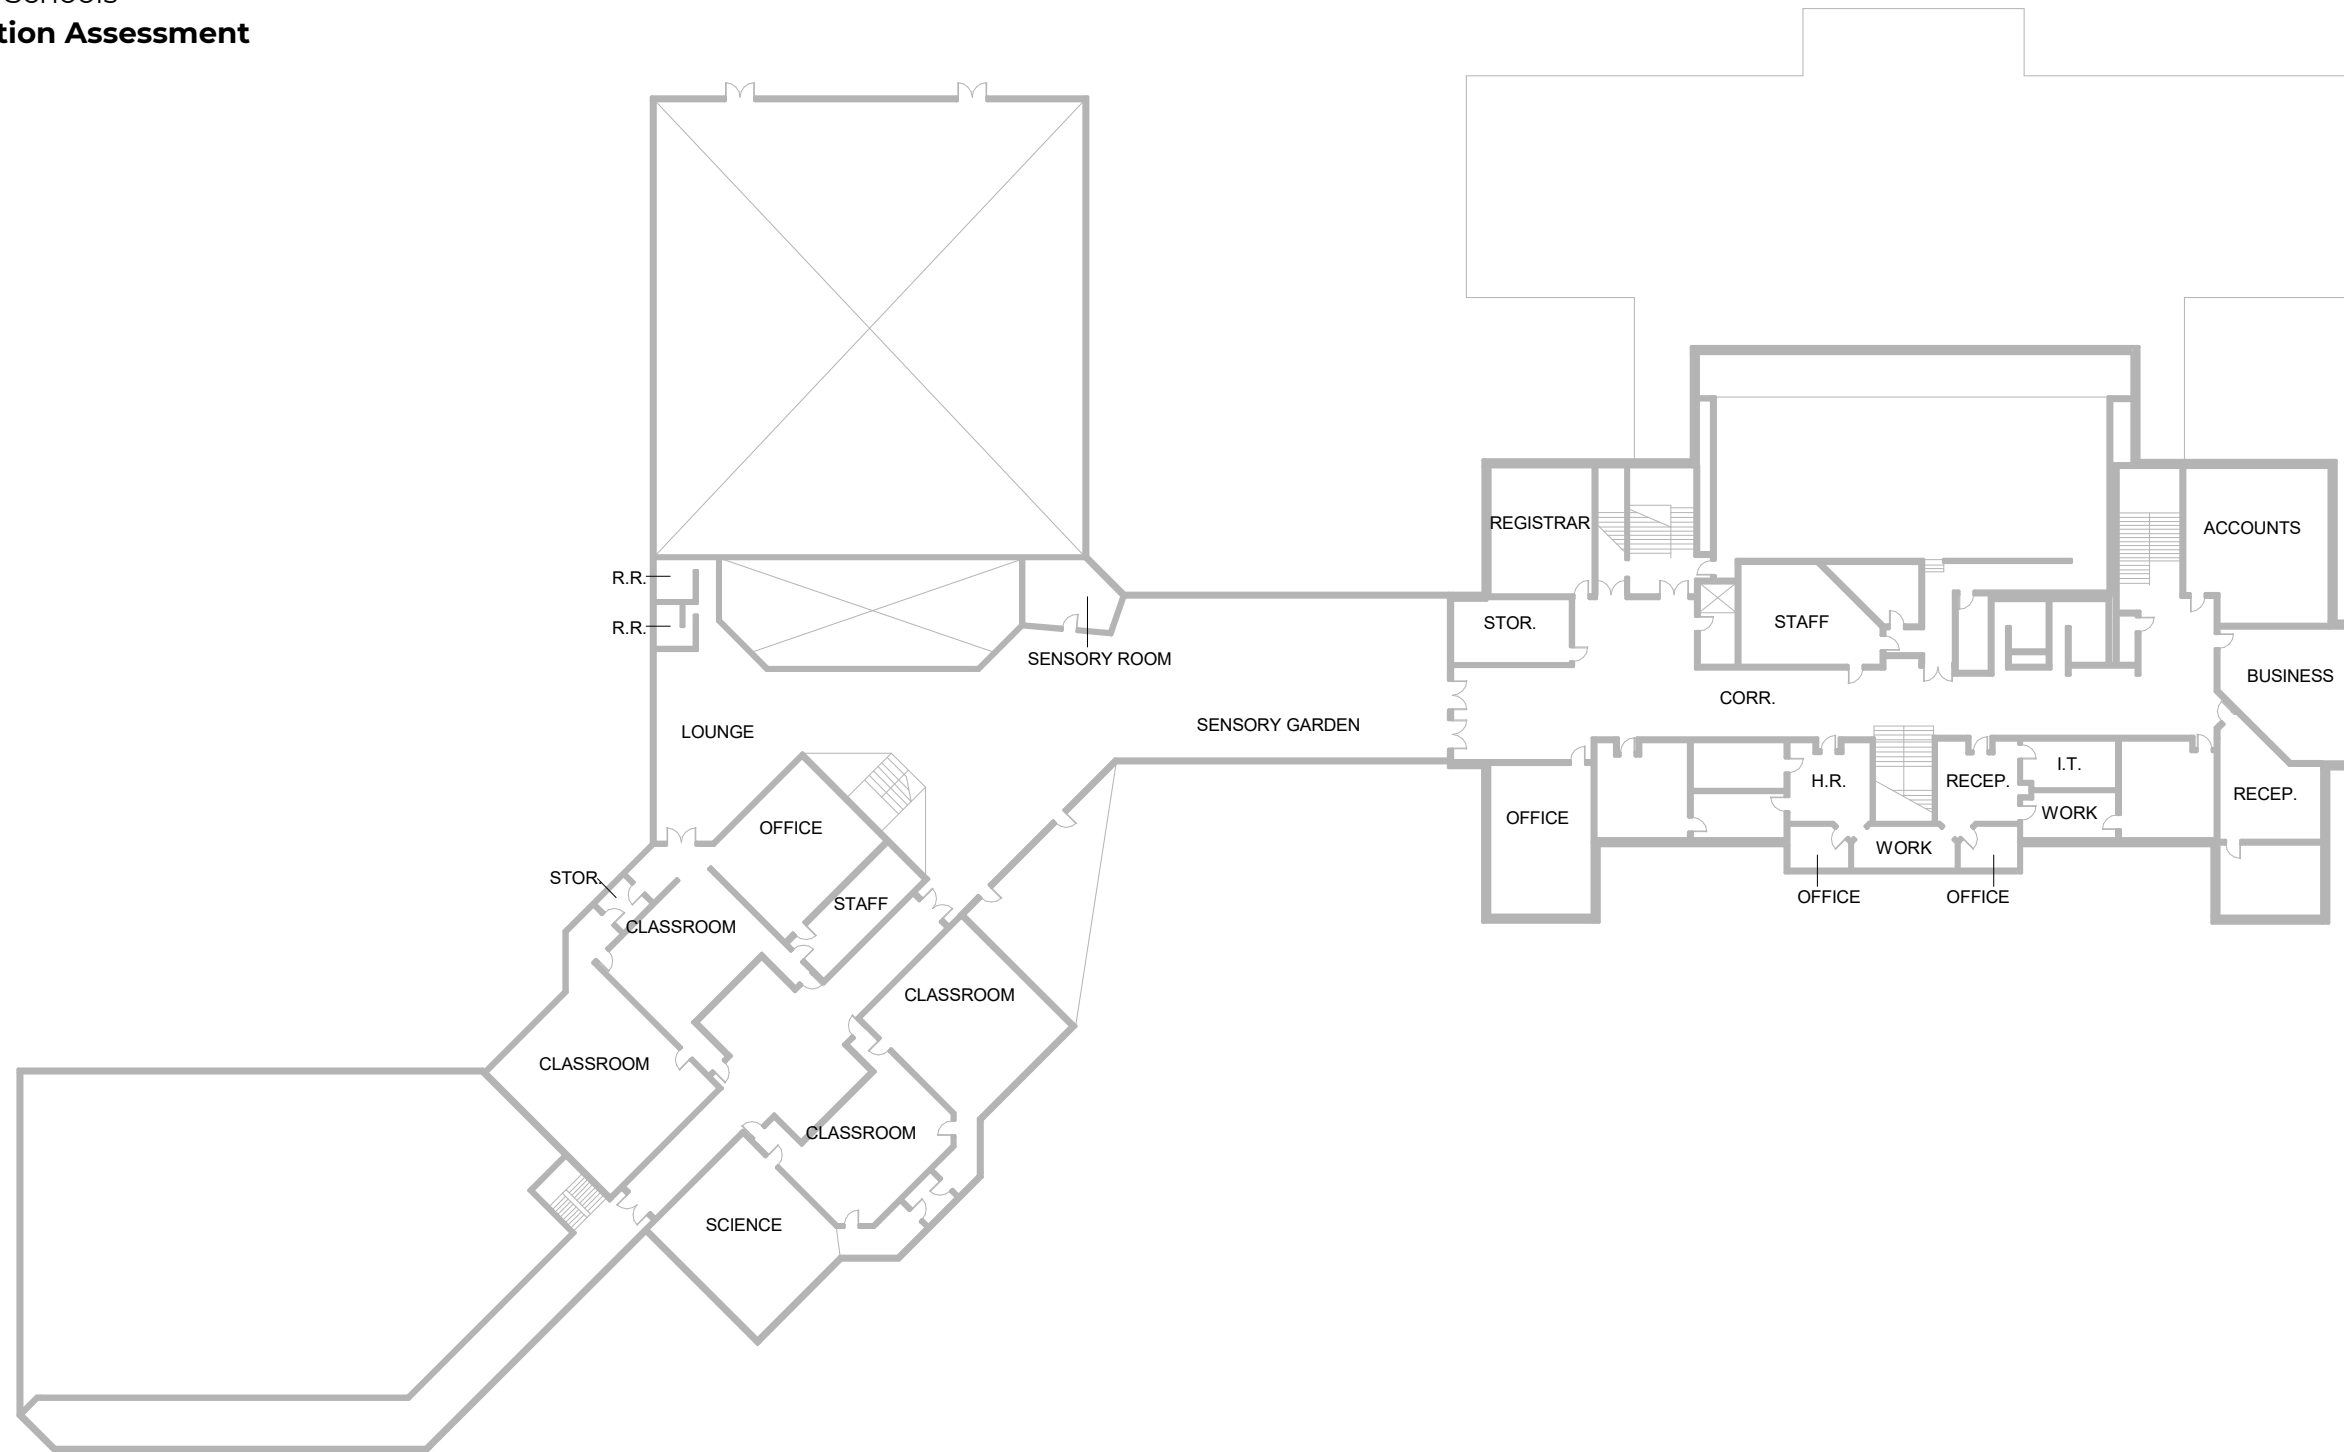 Schools
tion Assessment
REGISTRAR
ACCOUNTS
R.R.
R.R.
STOR.
STAFF
SENSORY ROOM
BUSINESS
CORR.
SENSORY GARDEN
LOUNGE
I.T.
H.R.
RECEP.
RECEP.
WORK
OFFICE
OFFICE
WORK
STOR.
OFFICE
OFFICE
STAFF
CLASSROOM
CLASSROOM
CLASSROOM
CLASSROOM
SCIENCE